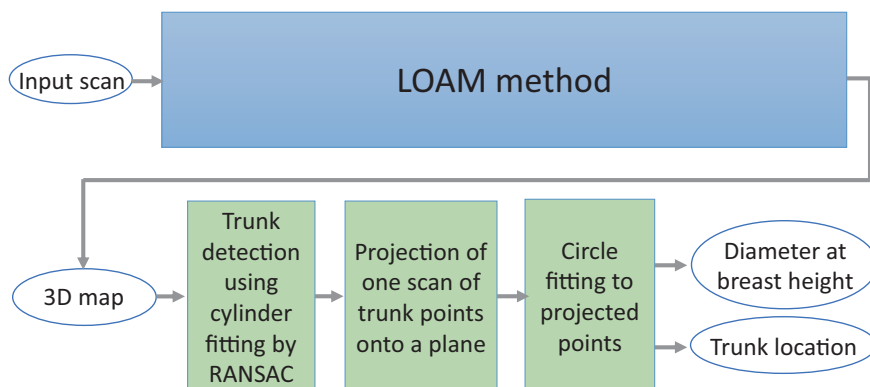 Input scan
LOAM method
3D map
Trunk
detection
using
cylinder
fitting by
RANSAC
Projection of
one scan of
trunk points
onto a plane
Circle
fitting to
projected
points
Diameter at
breast height
Trunk location